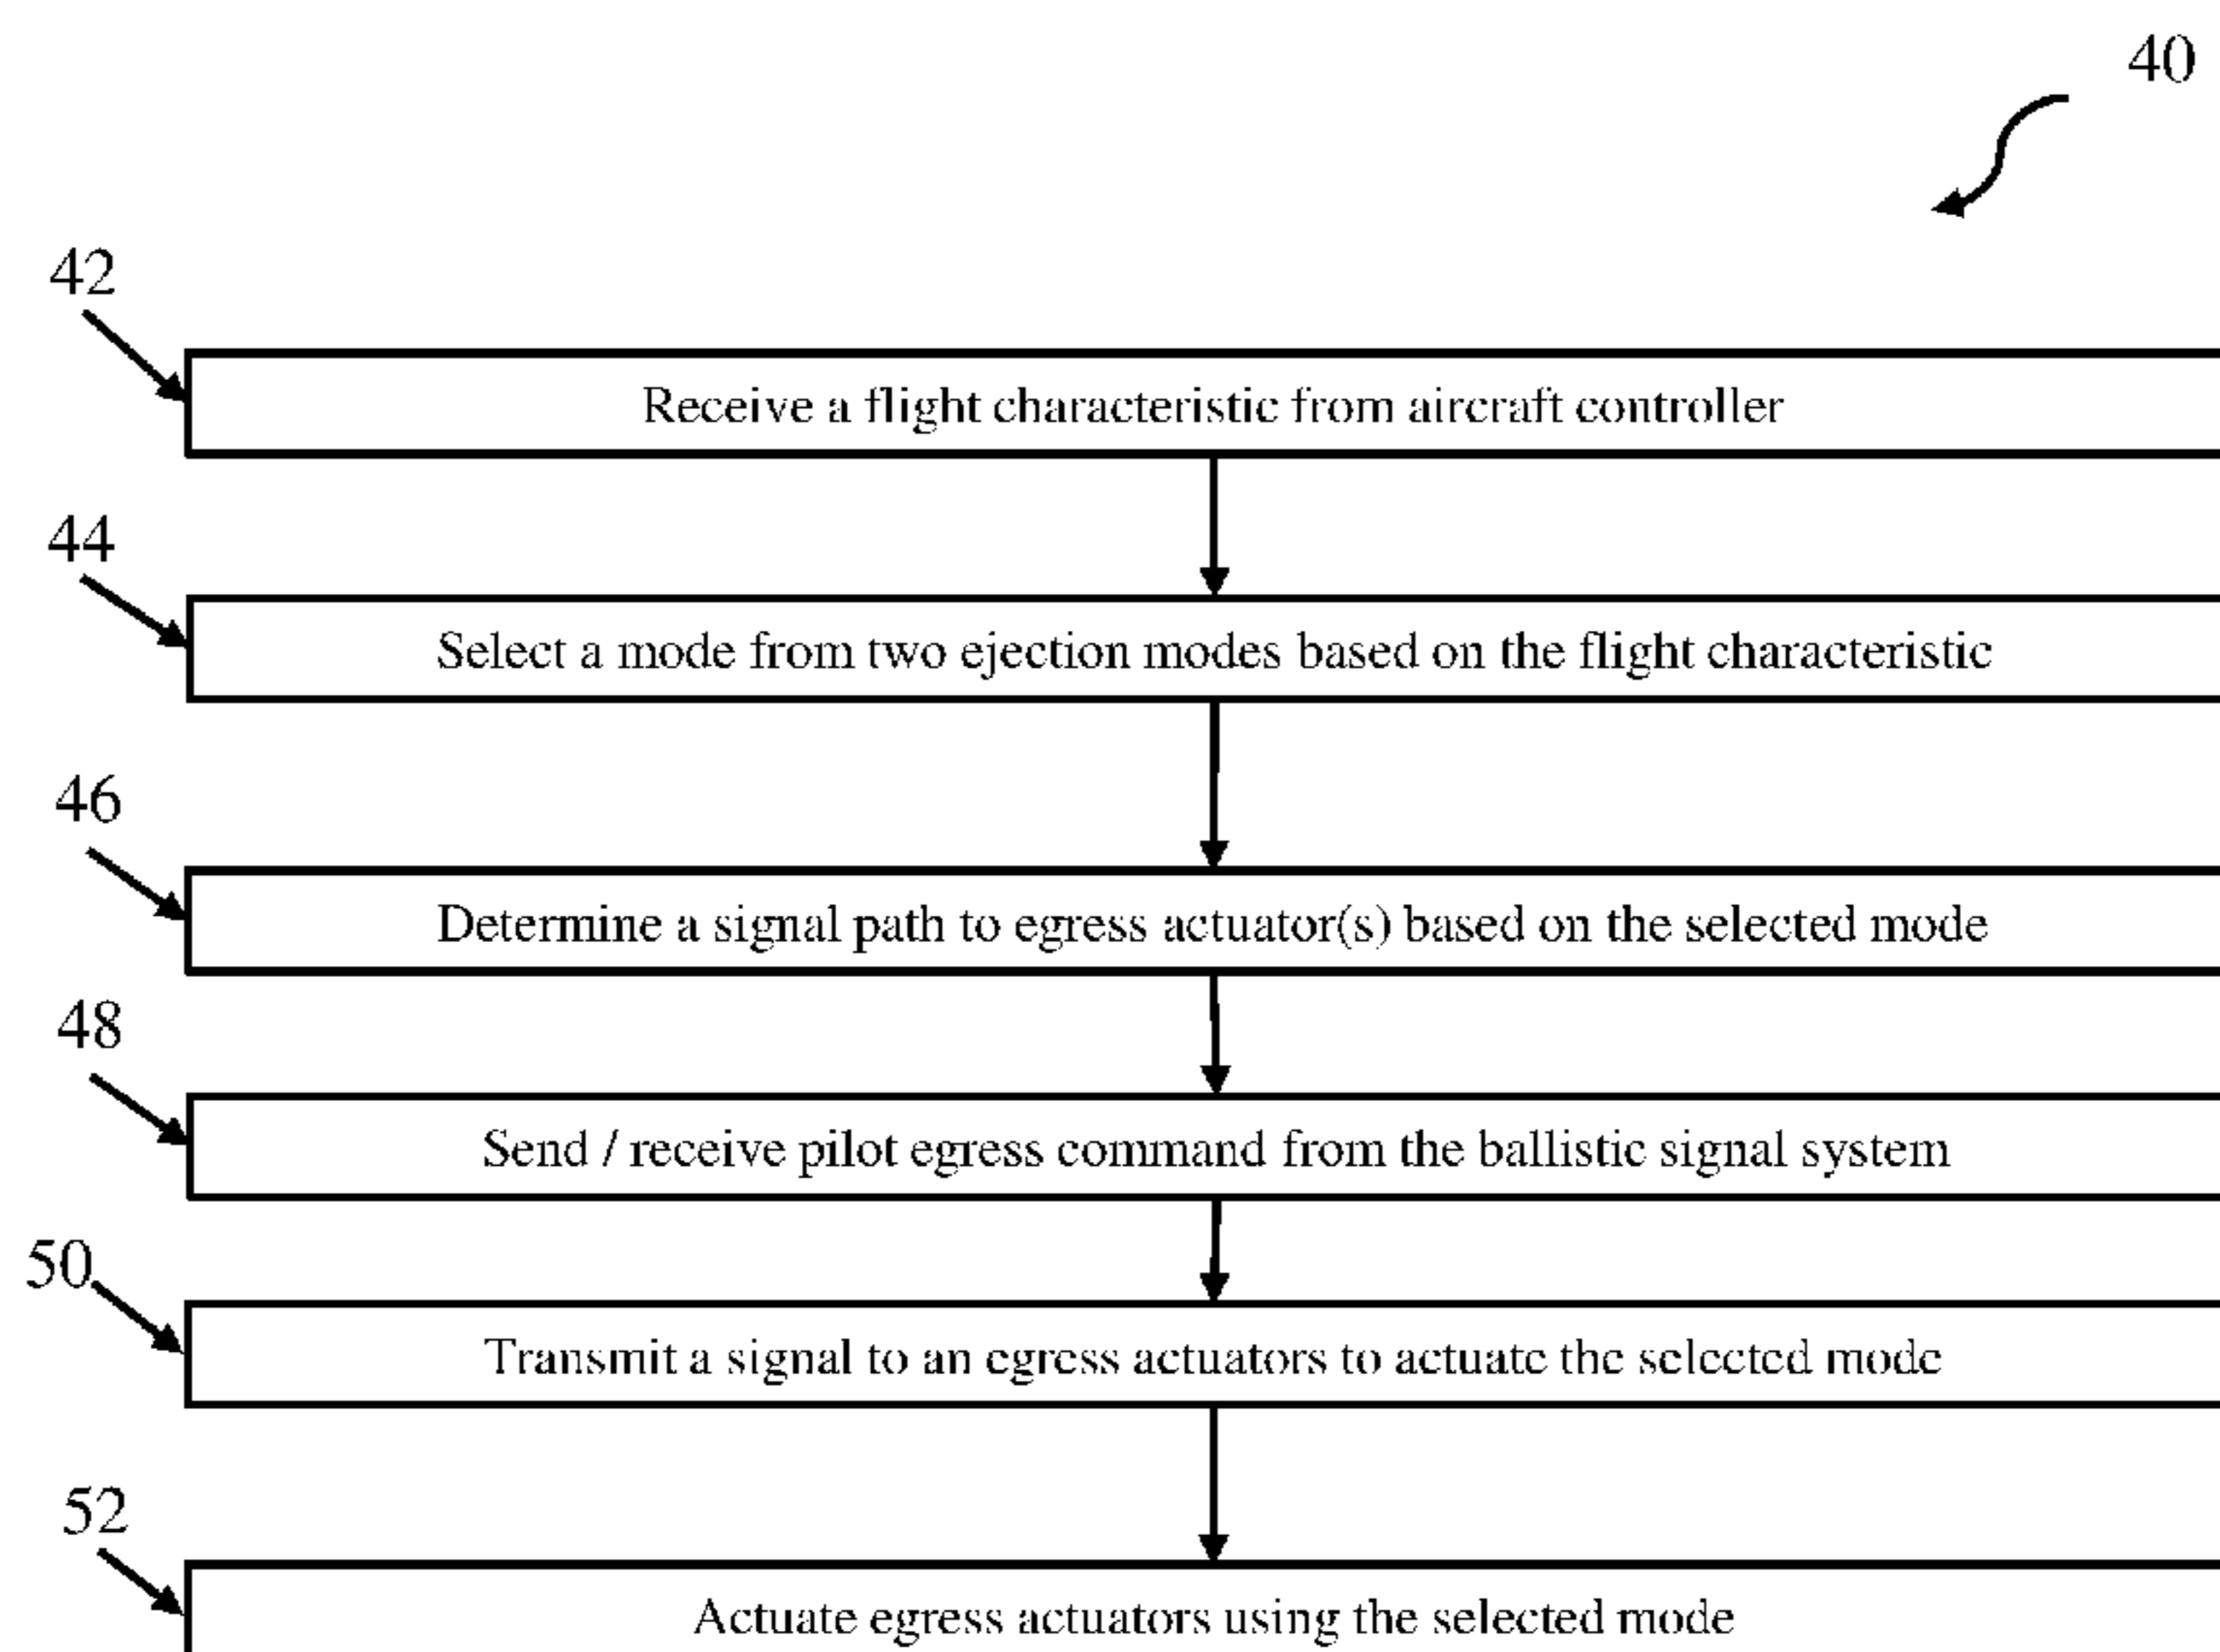 40
42
Receive a flight characteristic from aircraft controller
44
Select a mode from two ejection modes based on the flight characteristic
46
Determine a signal path to egress actuator(s) based on the selected mode
48
Send / receive pilot egress command from the ballistic signal system
50
Transmit a signal to an egress actuators to actuate the selected mode
52
Actuate egress actuators using the selected mode